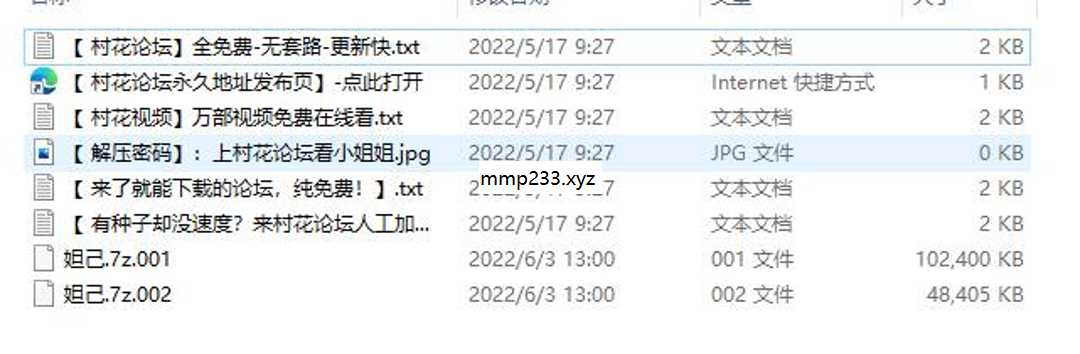 【 村花论坛】全免费-无套路-更新快.txt 2022/5/17 9:27 文本文档 2 KB
【 村花论坛永久地址发布页】-点此打开 2022/5/17 9:27 Internet 快捷方式 1 KB
【 村花视频】万部视频免费在线看.txt 2022/5/17 9:27 文本文档 2 KB
【 解压密码】：上村花论坛看小姐姐.jpg 2022/5/17 9:27 JPG 文件 0 KB
mmp233.xyz
【 来了就能下载的论坛，纯免费！】.txt 2022/5/17 9:27 文本文档 2 KB
【 有种子却没速度？来村花论坛人工加... 2022/5/17 9:27 文本文档 2 KB
妲己.7z.001 2022/6/3 13:00 001 文件 102,400 KB
妲己.7z.002 2022/6/3 13:00 002 文件 48,405 KB